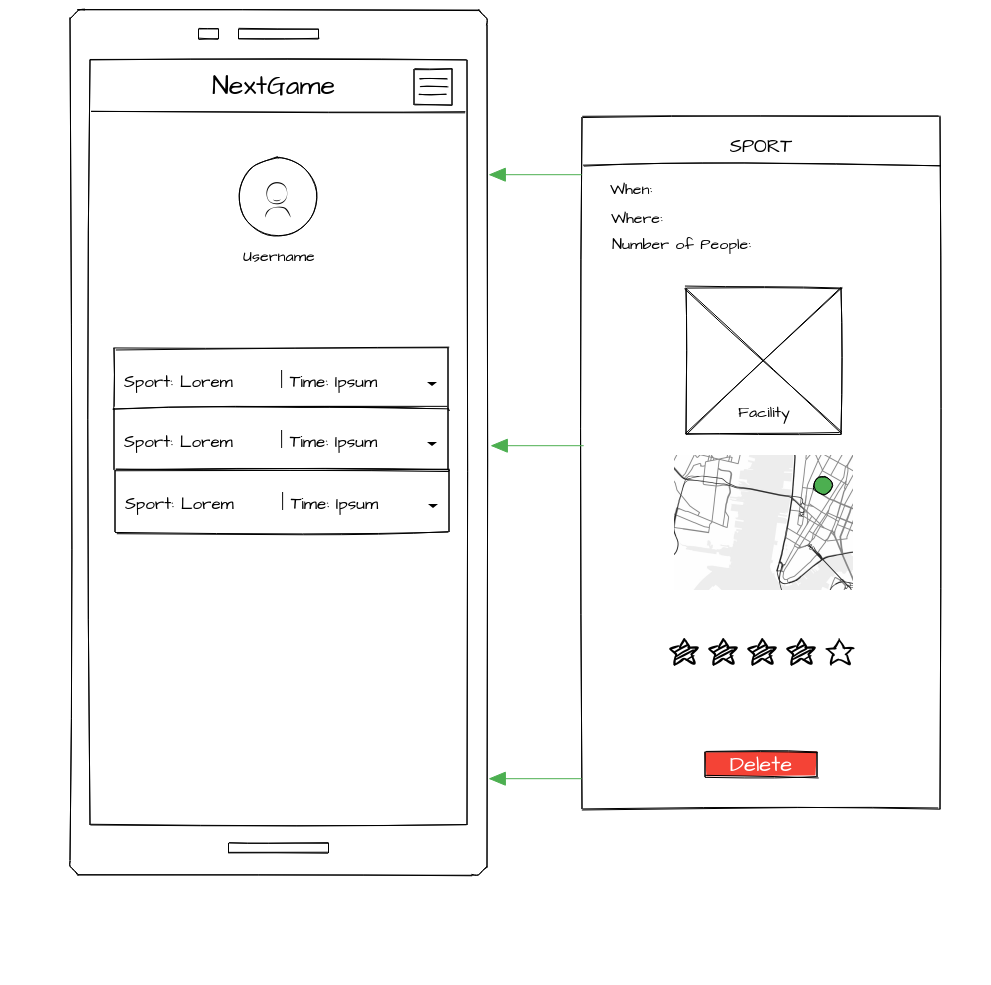 NextGame
Username
Sport: Lorem | Time: Ipsum
Sport: Lorem | Time: Ipsum
Sport: Lorem | Time: Ipsum
SPORT
When:
Where:
Number of People:
Facility
Delete